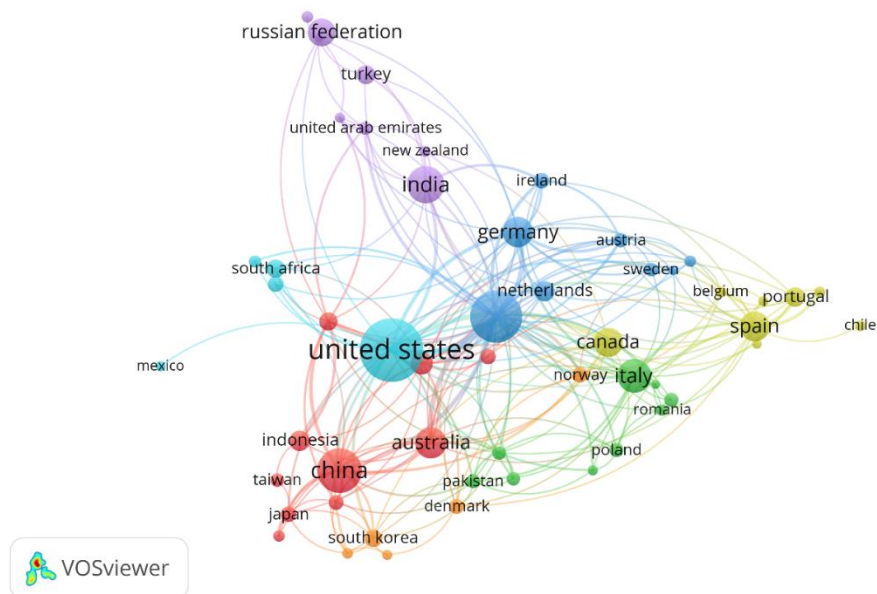 russian federation
turkey
united arab emirates
new zealand
india
ireland
germany
austria
south africa
sweden
netherlands
belgium
portugal
spain
chile
canada
united states
mexico
norway
italy
romania
indonesia
australia
poland
china
taiwan
pakistan
denmark
japan
south korea
VOSviewer